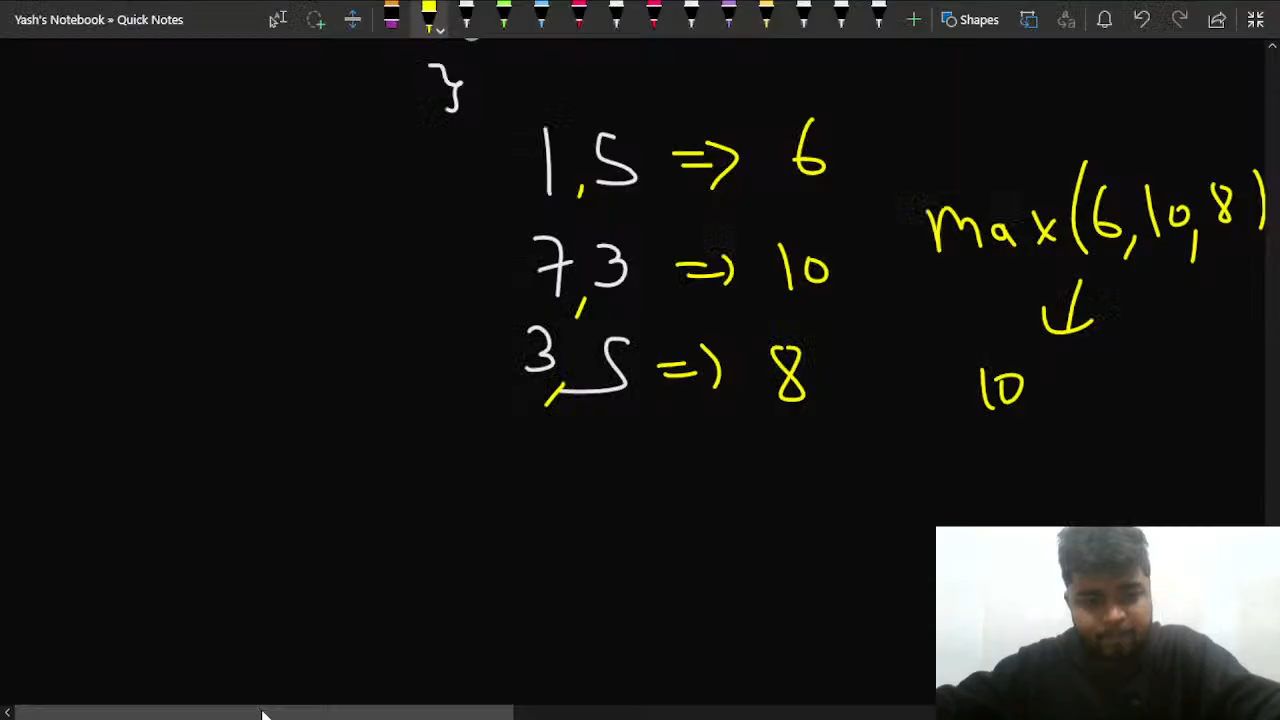 Yash's Notebook » Quick Notes
Shapes
}
1,5 => 6
7,3 => 10
3,5 => 8
max(6,10,8)
↓
10